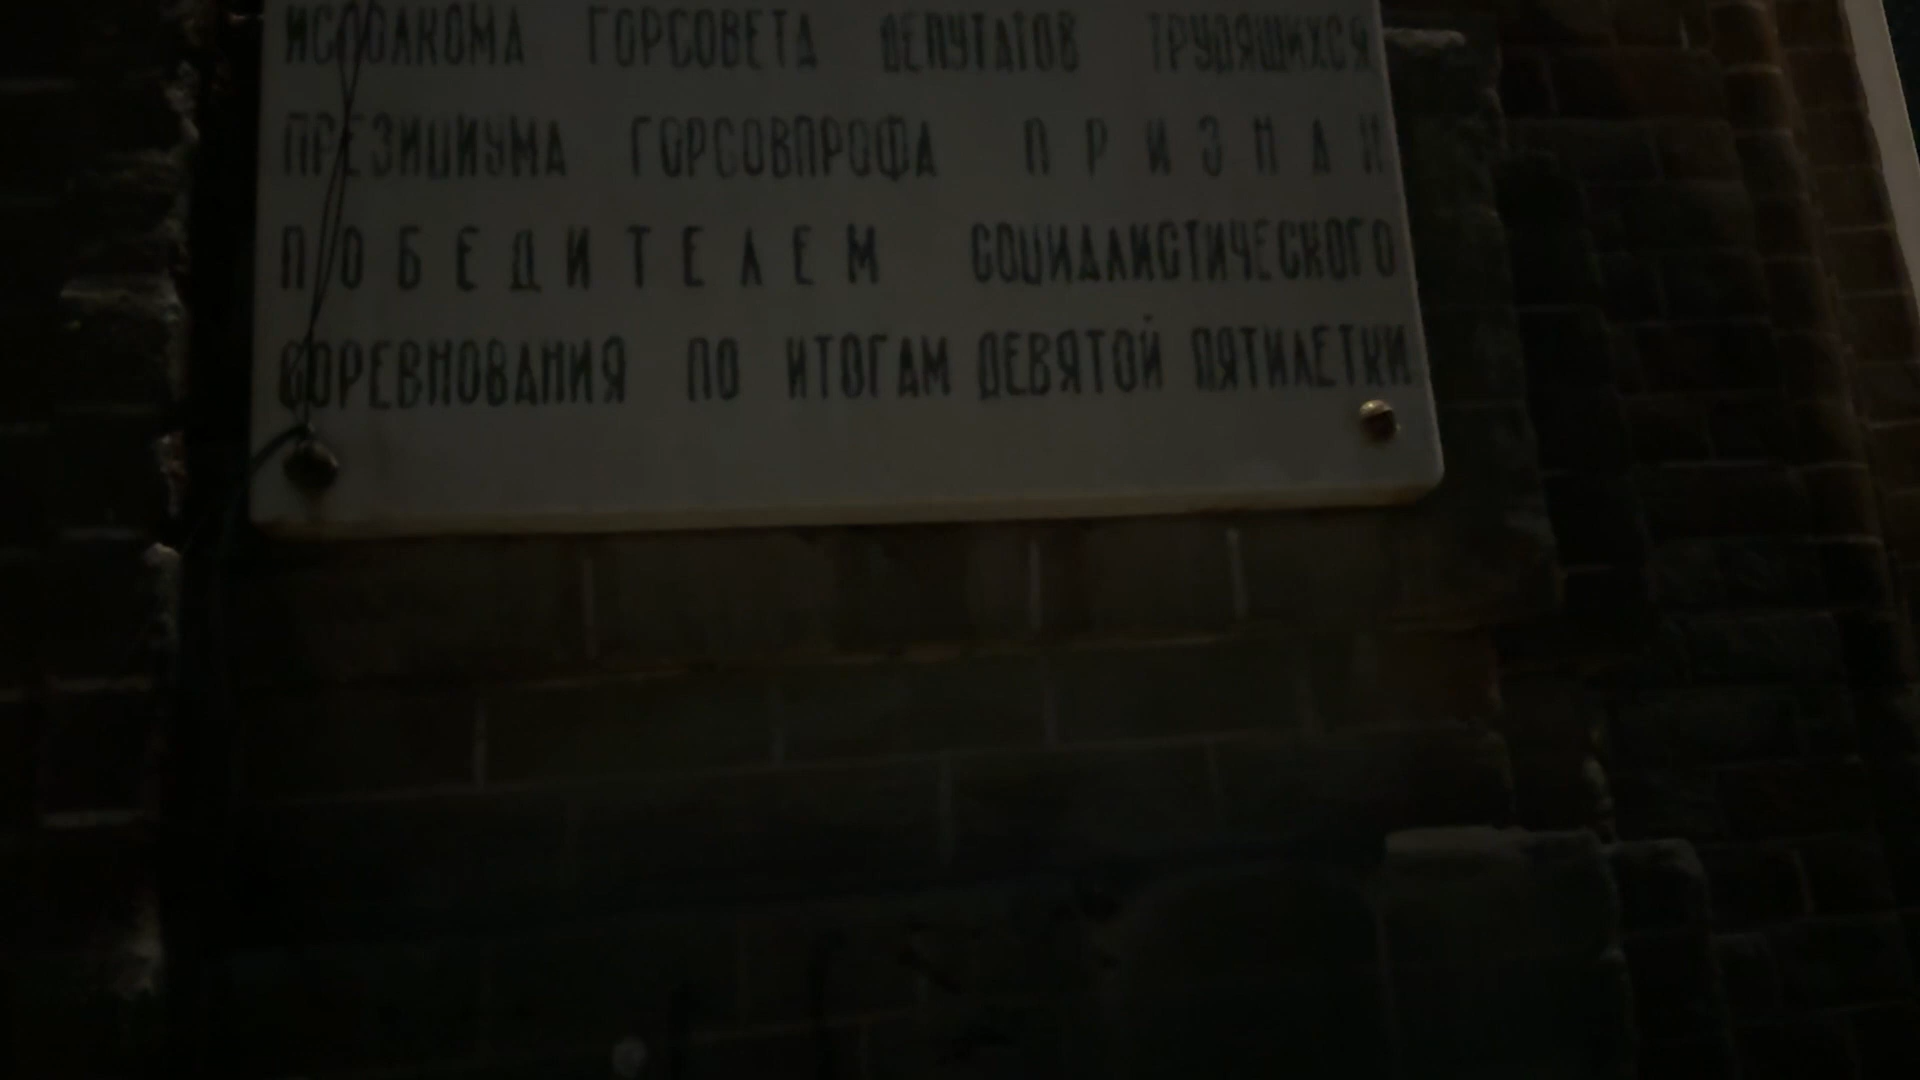 ИСПОЛКОМА ГОРСОВЕТА ДЕПУТАТОВ ТРУДЯЩИХСЯ
ПРЕЗИДИУМА ГОРСОВПРОФА ПРИЗНАН
ПОБЕДИТЕЛЕМ СОЦИАЛИСТИЧЕСКОГО
СОРЕВНОВАНИЯ ПО ИТОГАМ ДЕВЯТОЙ ПЯТИЛЕТКИ